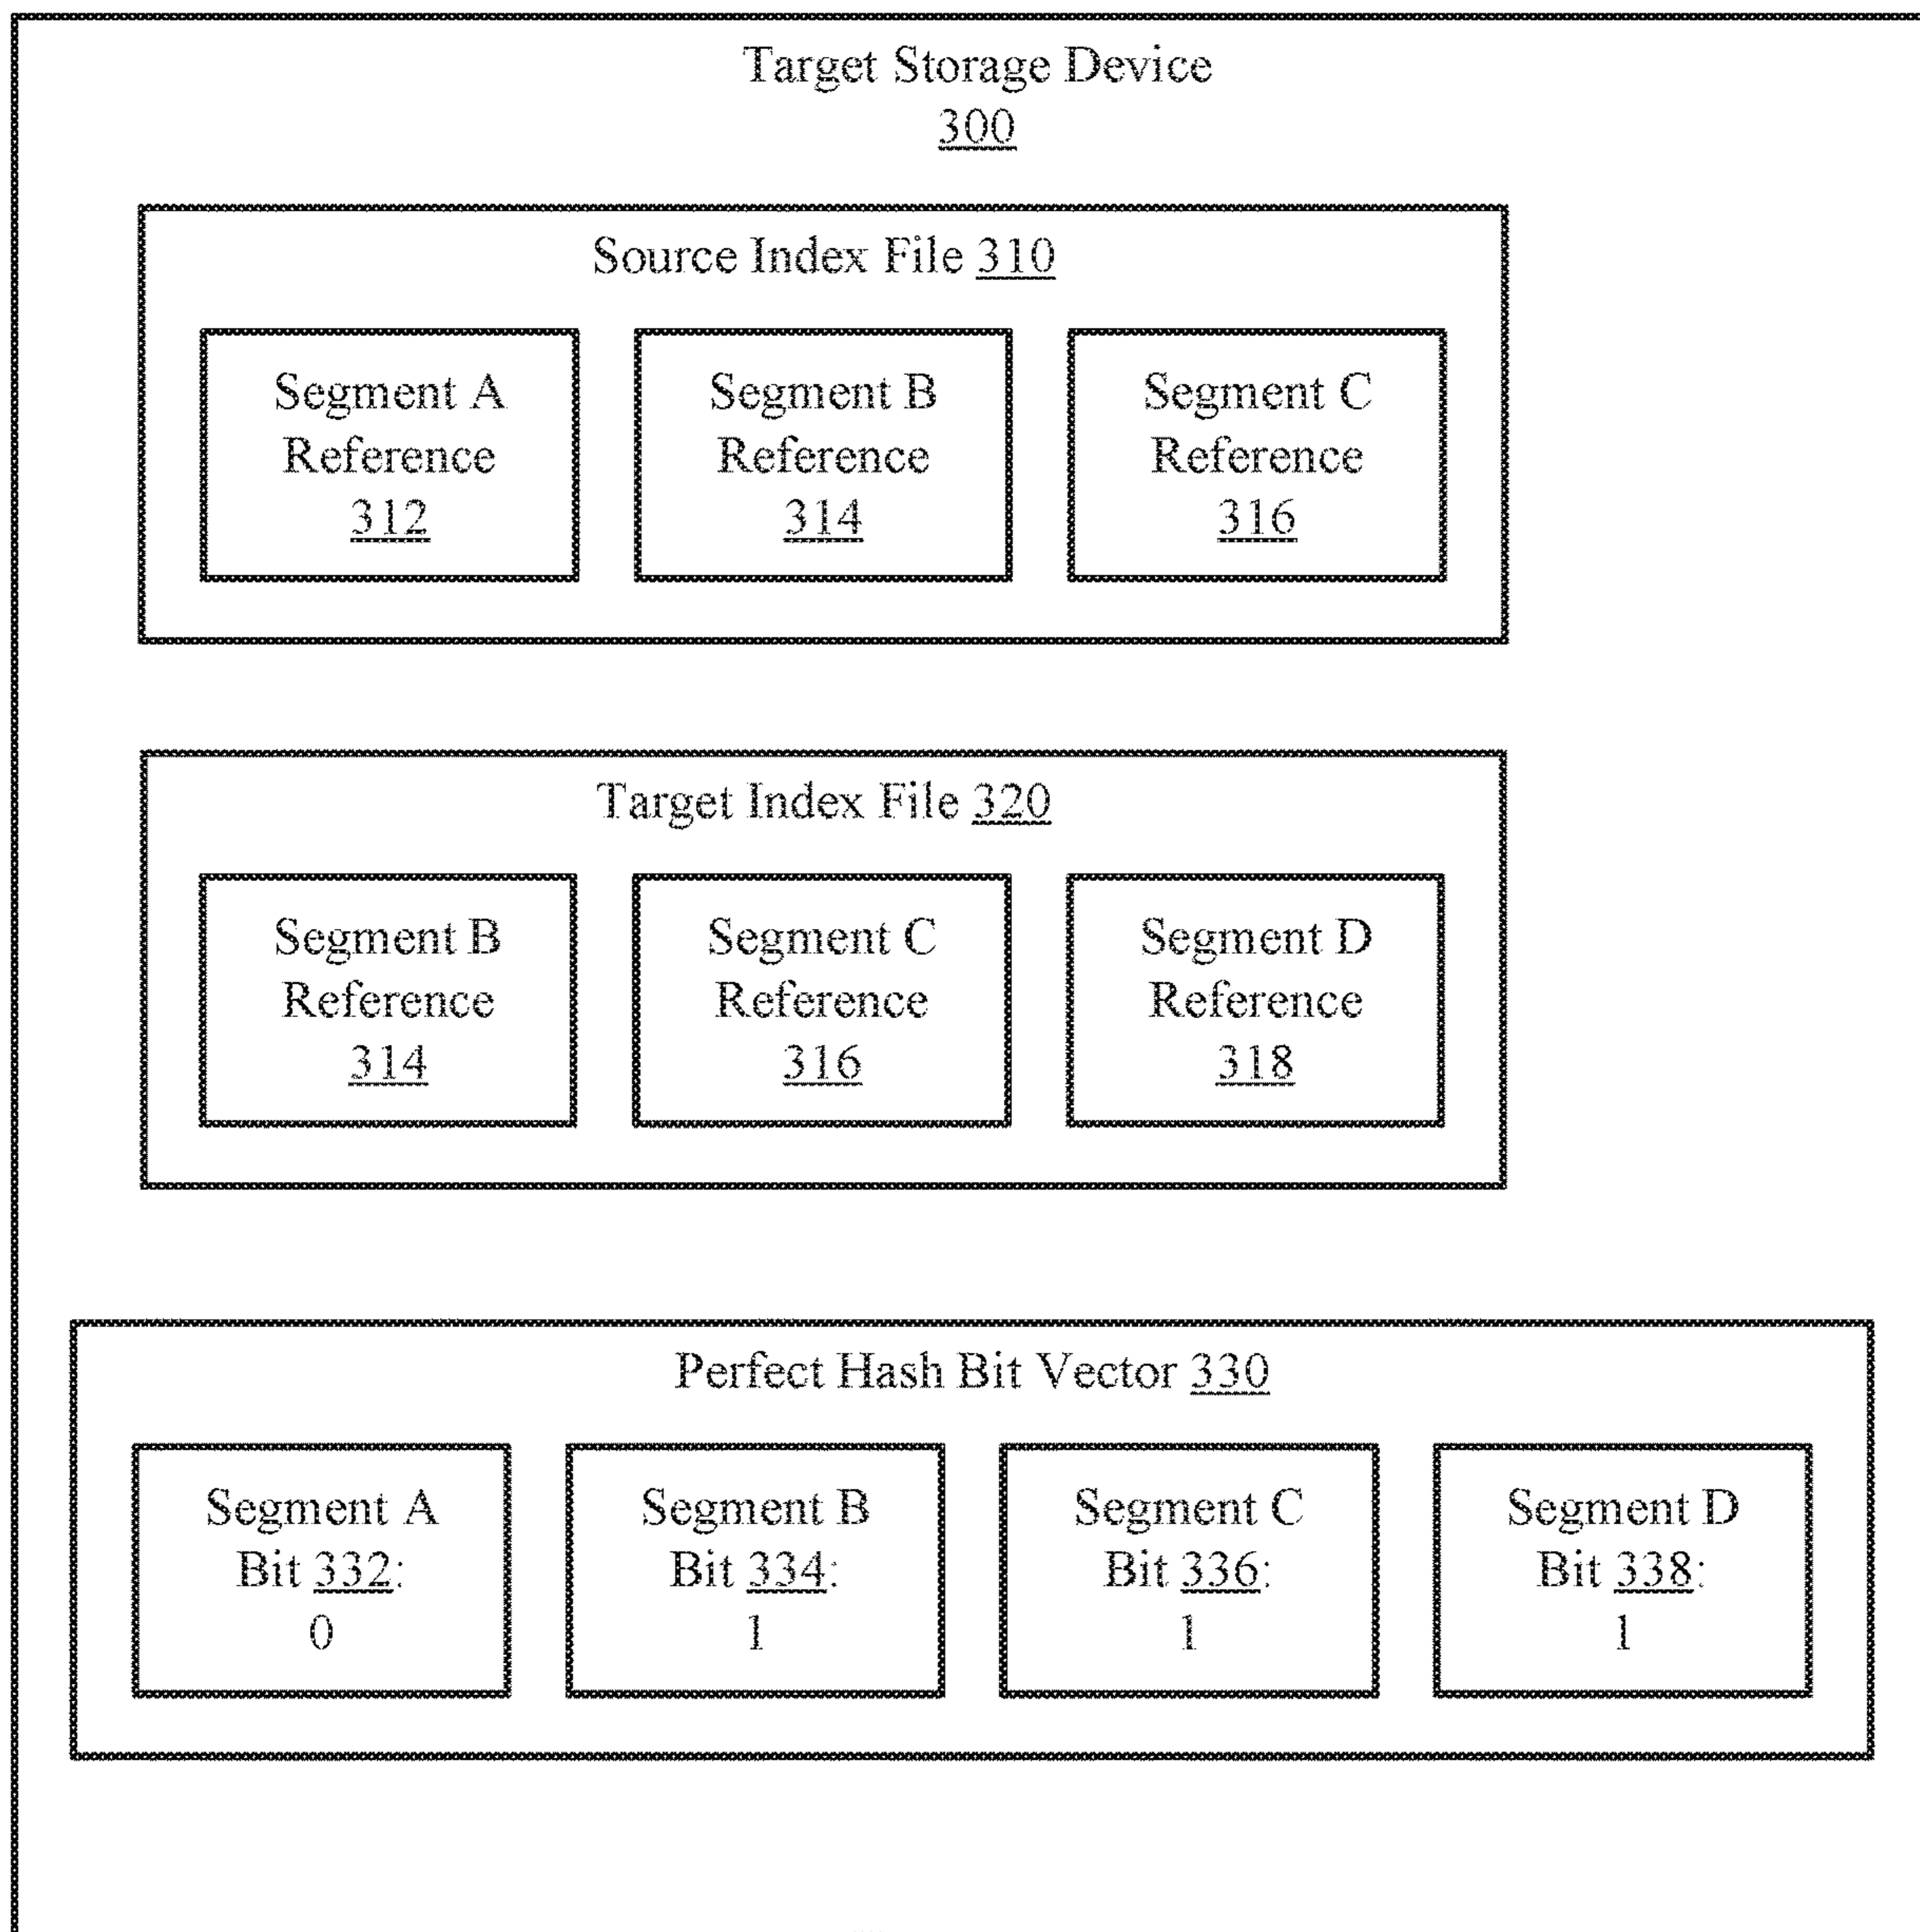 Target Storage Device
300
Source Index File 310
Segment A
Reference
312
Segment B
Reference
314
Segment C
Reference
316
Target Index File 320
Segment B
Reference
314
Segment C
Reference
316
Segment D
Reference
318
Perfect Hash Bit Vector 330
Segment A
Bit 332:
0
Segment B
Bit 334:
1
Segment C
Bit 336:
1
Segment D
Bit 338:
1